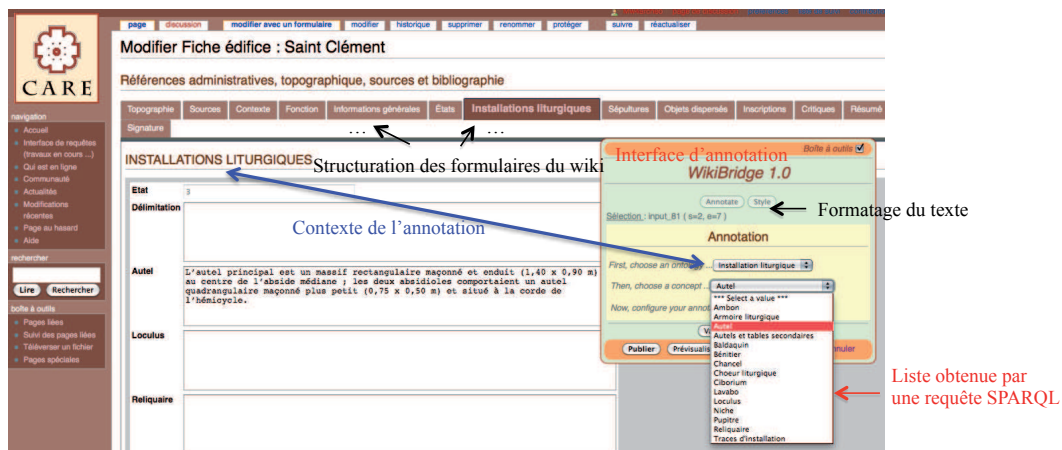 page discussion modifier avec un formulaire modifier historique supprimer renommer protéger suivre réactualiser
Modifier Fiche édifice : Saint Clément
Références administratives, topographique, sources et bibliographie
CARE
Topographie Sources Contexte Fonction Informations générales États Installations liturgiques Sépultures Objets dispersés Inscriptions Critiques Résumé
Signature
... ...
navigation
Accueil
Interface de requêtes
(travaux en cours ...)
Qui est en ligne
Communauté
Actualités
Modifications
récentes
Page au hasard
Aide
rechercher
Lire Rechercher
boîte à outils
Pages liées
Suivi des pages liées
Téléverser un fichier
Pages spéciales
INSTALLATIONS LITURGIQUES
Structuration des formulaires du wiki
Etat 3
Délimitation
Contexte de l'annotation
Autel
L'autel principal est un massif rectangulaire maçonné et enduit (1,40 x 0,90 m)
au centre de l'abside médiane ; les deux absidioles comportaient un autel
quadrangulaire maçonné plus petit (0,75 x 0,50 m) et situé à la corde de
l'hémicycle.
Loculus
Reliquaire
Boîte à outils
Interface d'annotation
WikiBridge 1.0
Annotate Style
Formatage du texte
Sélection : input_81 ( s=2, e=7 )
Annotation
First, choose an ontology... Installation liturgique
Then, choose a concept ... Autel
Now, configure your annot
*** Select a value ***
Ambon
Armoire liturgique
Autel
Autels et tables secondaires
Baldaquin
Bénitier
Chancel
Choeur liturgique
Ciborium
Lavabo
Loculus
Niche
Pupitre
Reliquaire
Traces d'installation
Publier Prévisualis nuler
Liste obtenue par
une requête SPARQL